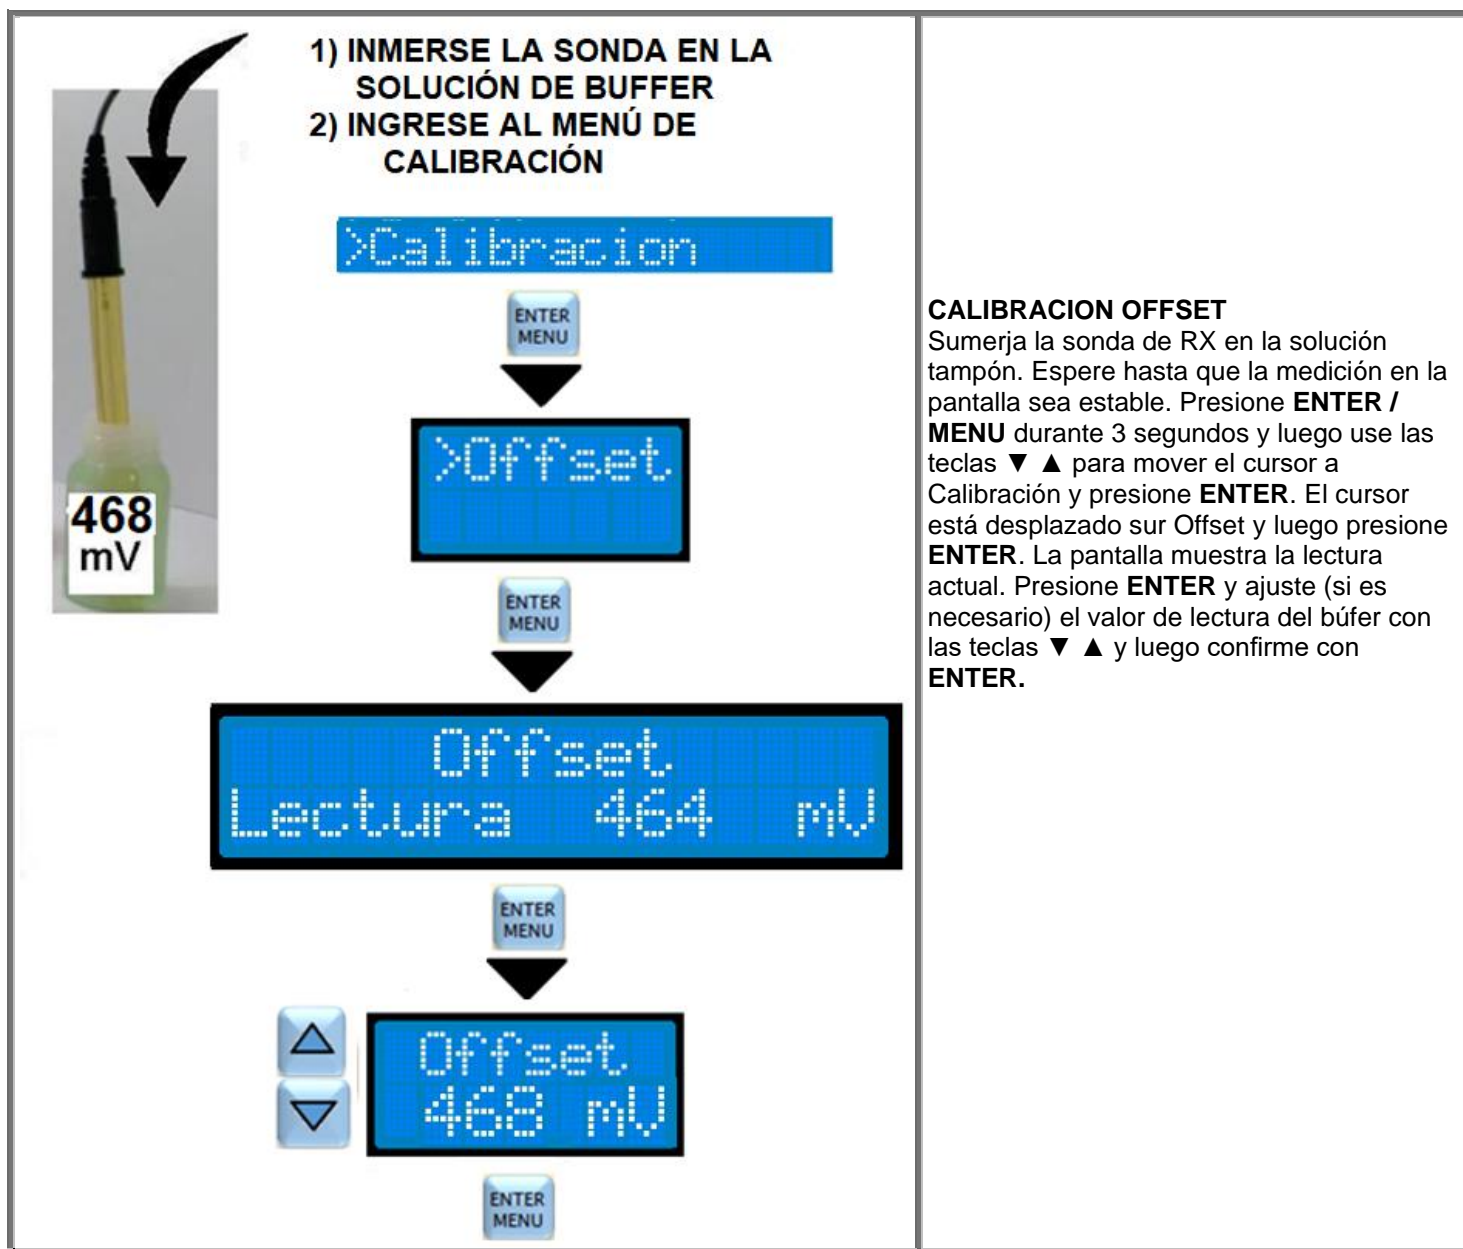 1) INMERSE LA SONDA EN LA
SOLUCIÓN DE BUFFER
2) INGRESE AL MENÚ DE
CALIBRACIÓN
>Calibracion
ENTER
MENU
>Offset
468
mV
ENTER
MENU
Offset
Lectura 464 mV
ENTER
MENU
Offset
468 mV
ENTER
MENU
CALIBRACION OFFSET
Sumerja la sonda de RX en la solución
tampón. Espere hasta que la medición en la
pantalla sea estable. Presione ENTER /
MENU durante 3 segundos y luego use las
teclas ▼ ▲ para mover el cursor a
Calibración y presione ENTER. El cursor
está desplazado sur Offset y luego presione
ENTER. La pantalla muestra la lectura
actual. Presione ENTER y ajuste (si es
necesario) el valor de lectura del búfer con
las teclas ▼ ▲ y luego confirme con
ENTER.